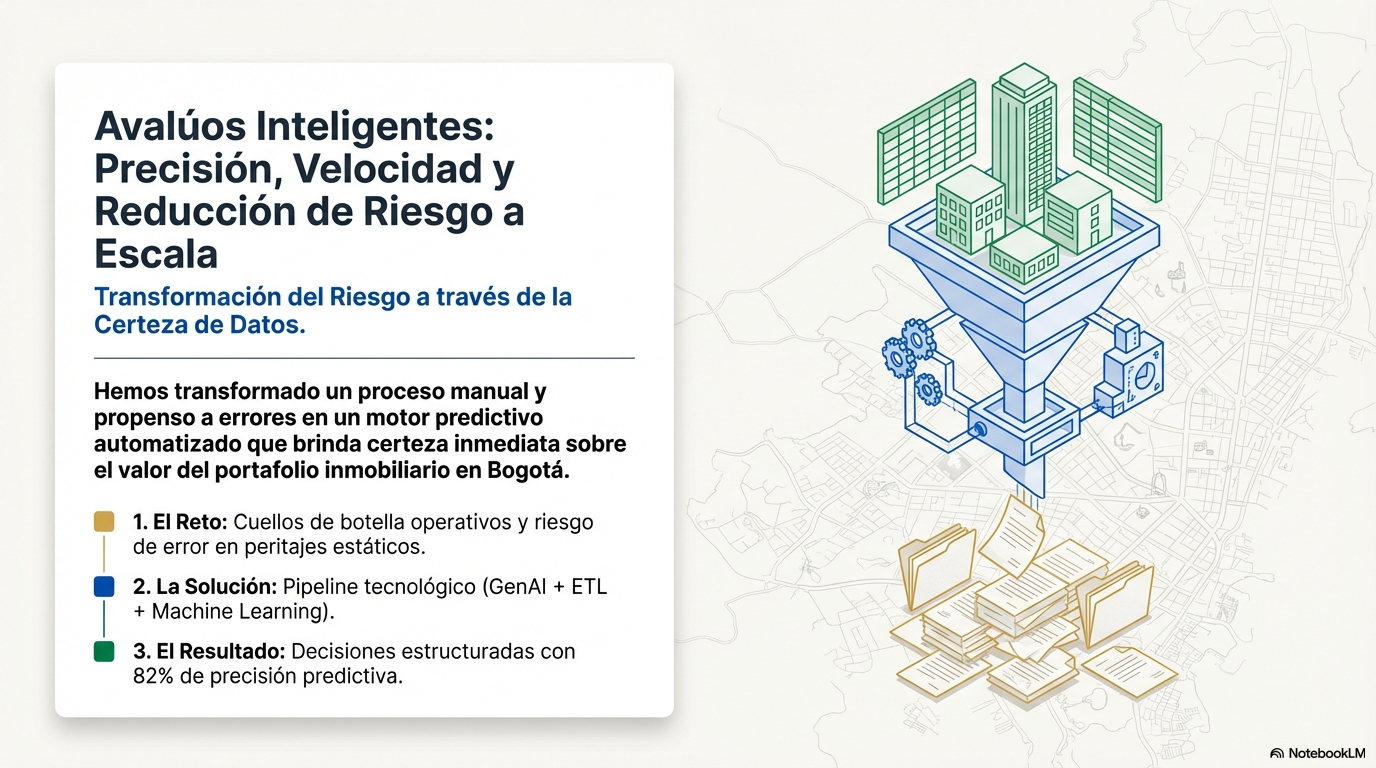 Avalúos Inteligentes:
Precisión, Velocidad y
Reducción de Riesgo a
Escala
Transformación del Riesgo a través de la
Certeza de Datos.
Hemos transformado un proceso manual y
propenso a errores en un motor predictivo
automatizado que brinda certeza inmediata sobre
el valor del portafolio inmobiliario en Bogotá.
1. El Reto: Cuellos de botella operativos y riesgo
de error en peritajes estáticos.
2. La Solución: Pipeline tecnológico (GenAI + ETL
+ Machine Learning).
3. El Resultado: Decisiones estructuradas con
82% de precisión predictiva.
NotebookLM